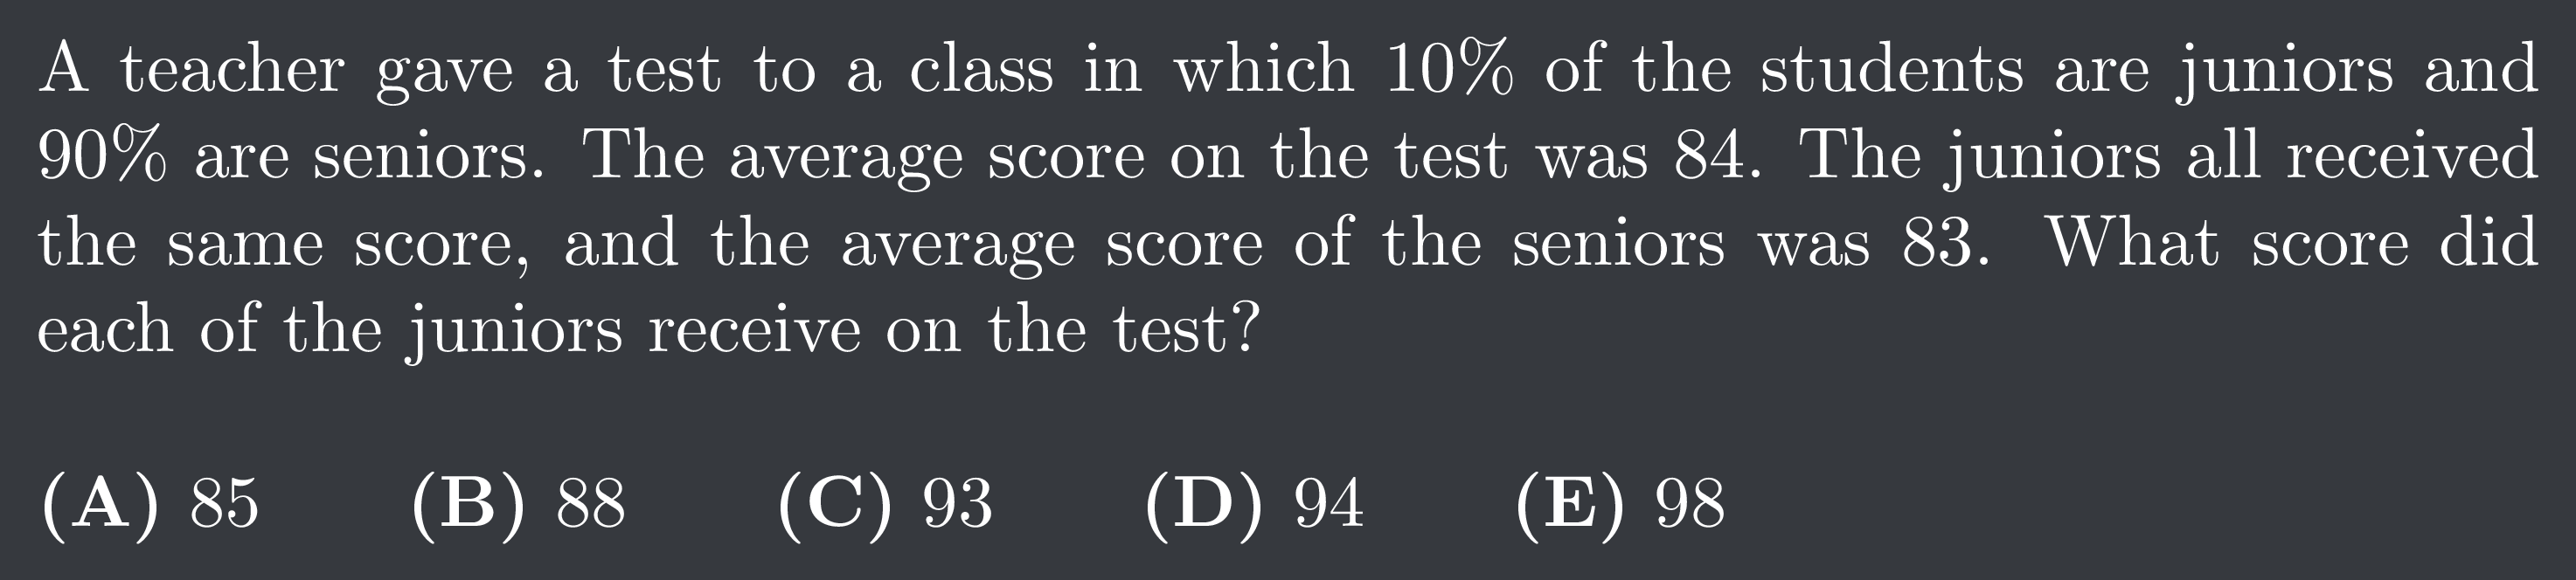 A teacher gave a test to a class in which 10% of the students are juniors and
90% are seniors. The average score on the test was 84. The juniors all received
the same score, and the average score of the seniors was 83. What score did
each of the juniors receive on the test?
(A) 85 (B) 88 (C) 93 (D) 94 (E) 98